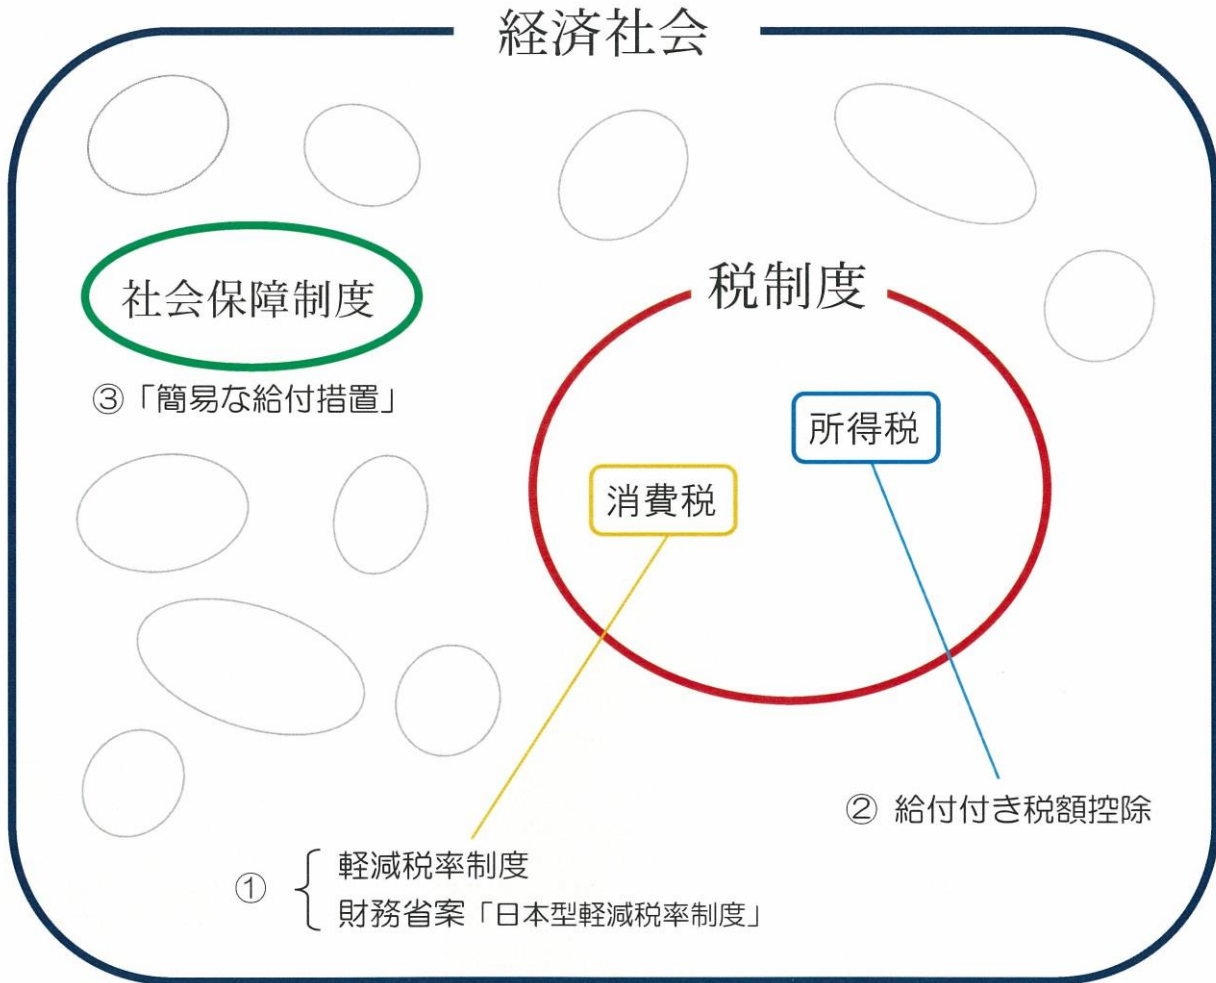 経済社会
税制度
社会保障制度
③「簡易な給付措置」
所得税
消費税
② 給付付き税額控除
① 軽減税率制度
財務省案「日本型軽減税率制度」